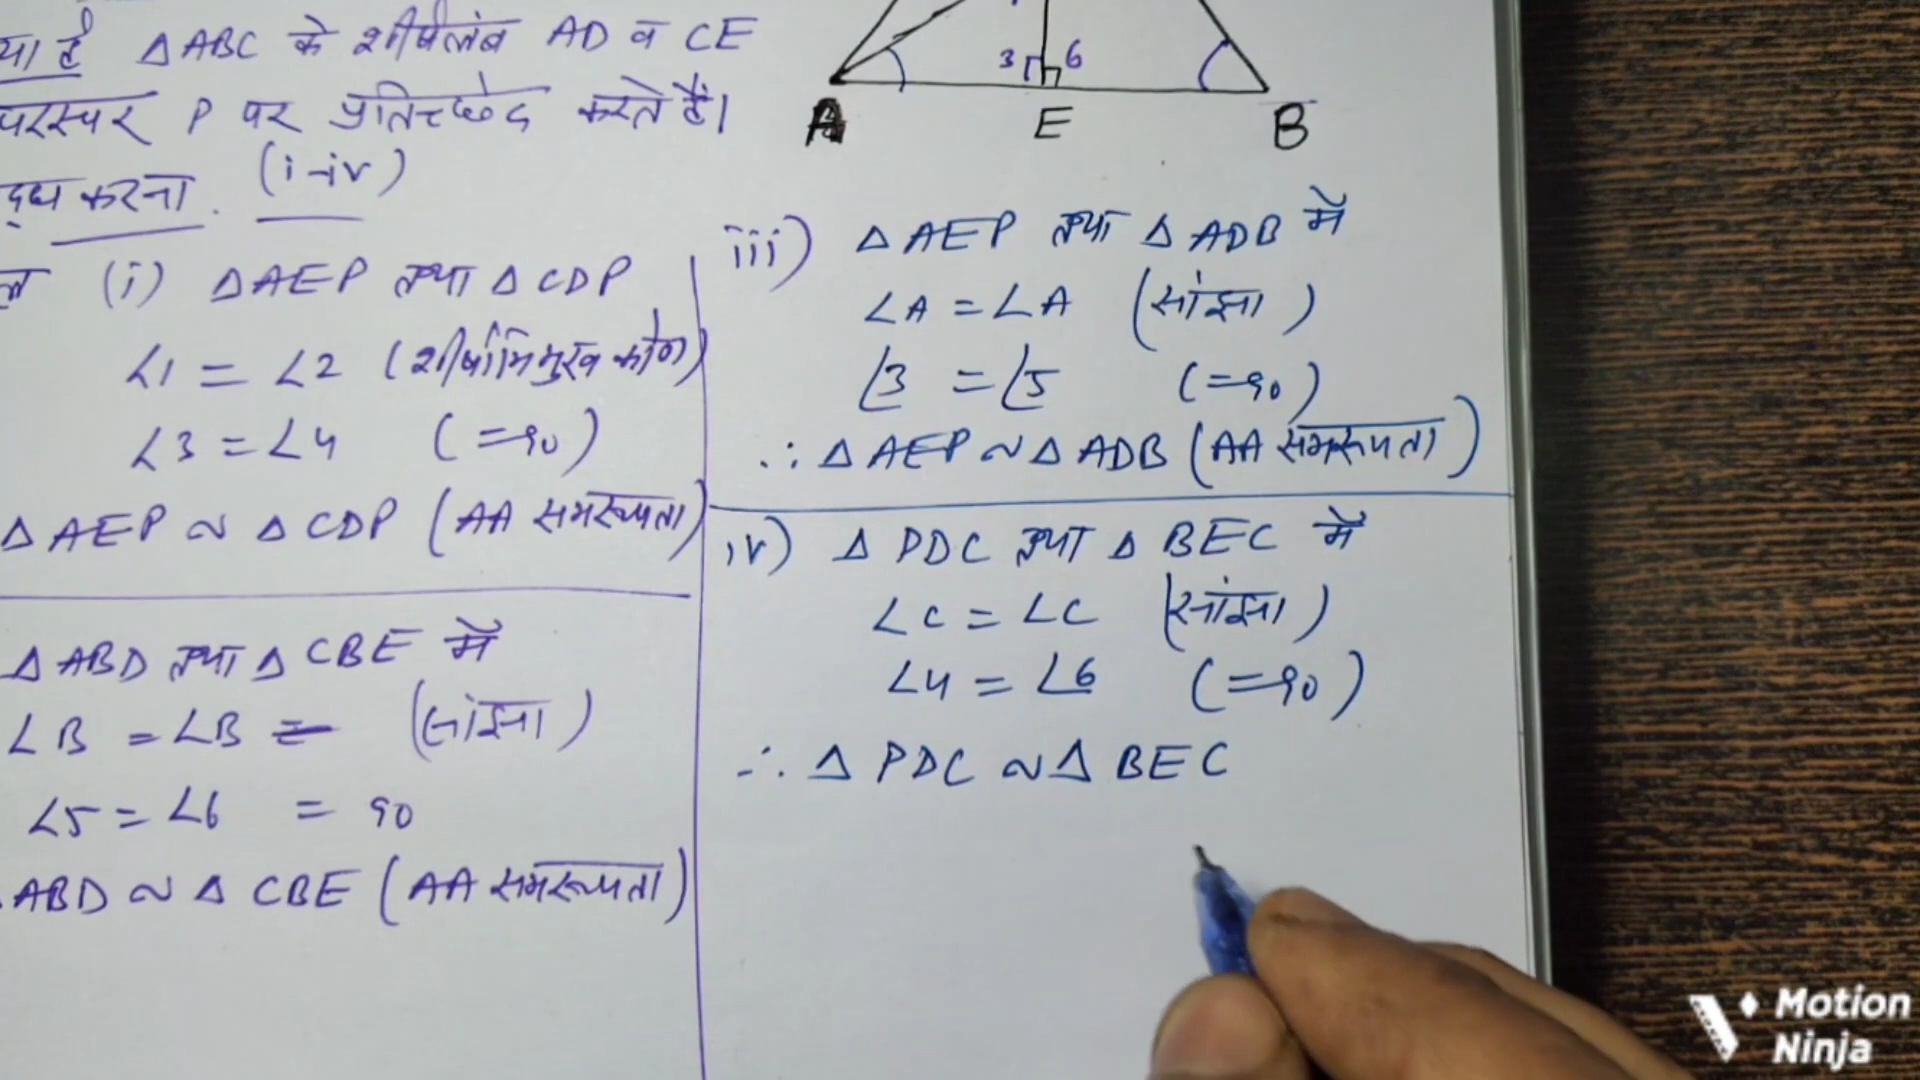 या है △ABC के शीर्षलंब AD व CE
परस्पर P पर प्रतिच्छेद करते हैं।
करना. (i-iv)
(i) △AEP तथा △CDP
∠1 = ∠2 (शीर्षाभिमुख कोण)
∠3 = ∠4 (=90)
△AEP ~ △CDP (AA समरूपता)
△ABD तथा △CBE में
∠B = ∠B = (सांझा)
∠5 = ∠6 = 90
ABD ~ △CBE (AA समरूपता)
3 6
A E B
iii) △AEP तथा △ADB में
∠A = ∠A (सांझा)
∠3 = ∠5 (=90)
∴ △AEP ~ △ADB (AA समरूपता)
iv) △PDC तथा △BEC में
∠C = ∠C (सांझा)
∠4 = ∠6 (=90)
∴ △PDC ~ △BEC
Motion
Ninja